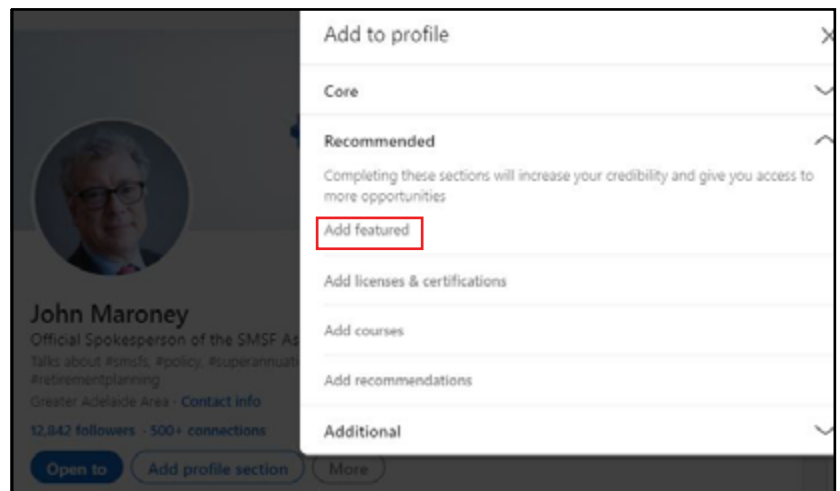 Add to profile
Core
Recommended
Completing these sections will increase your credibility and give you access to
more opportunities
Add featured
Add licenses & certifications
Add courses
Add recommendations
Additional
John Maroney
Official Spokesperson of the SMSF As
Talks about #smsfs, #policy, #superannuati
#retirementplanning
Greater Adelaide Area · Contact info
12,842 followers · 500+ connections
Open to
Add profile section
More